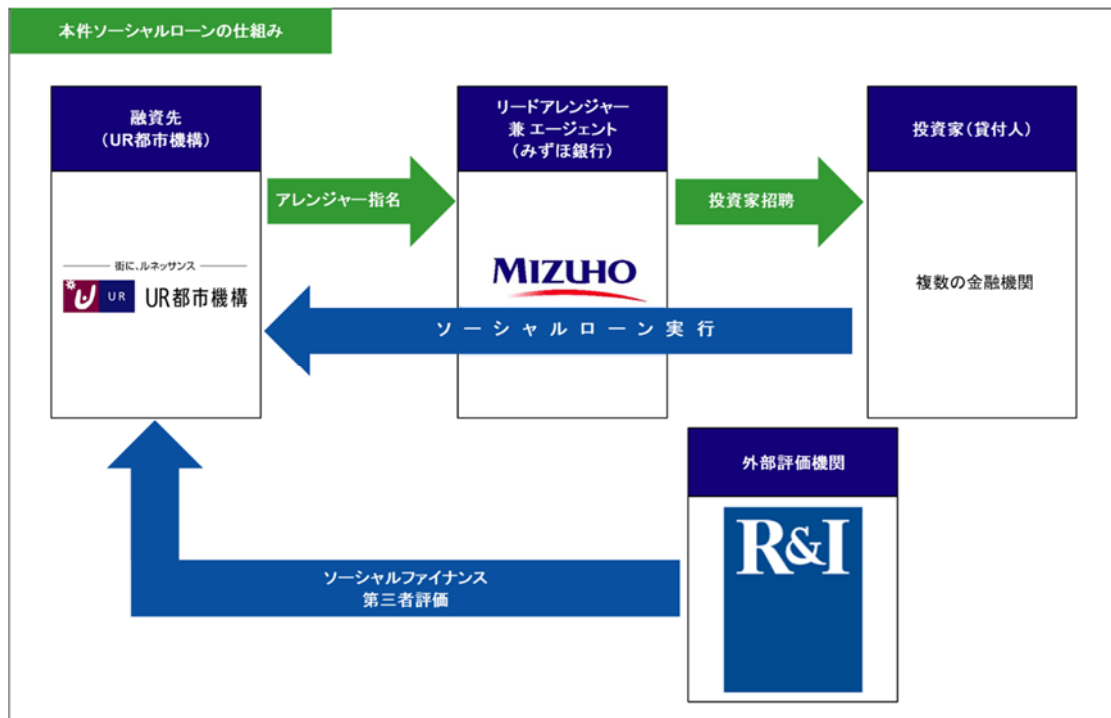 本件ソーシャルローンの仕組み
融資先
(UR都市機構)
リードアレンジャー
兼 エージェント
(みずほ銀行)
投資家(貸付人)
アレンジャー指名
投資家招聘
街に、ルネッサンス
UR
UR都市機構
MIZUHO
複数の金融機関
ソーシャルローン実行
外部評価機関
R&I
ソーシャルファイナンス
第三者評価